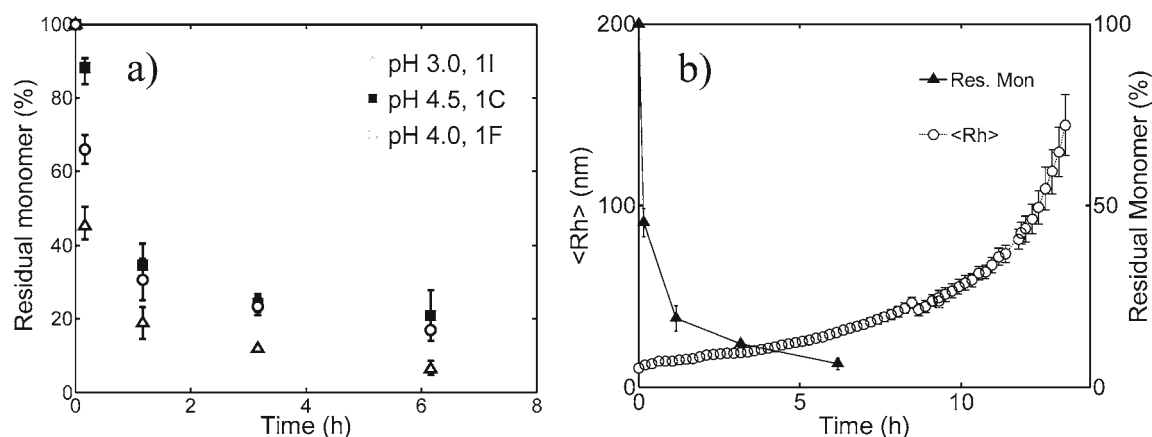 a)
Residual monomer (%)
100
80
60
40
20
0
pH 3.0, 1I
pH 4.5, 1C
pH 4.0, 1F
0 2 4 6 8
Time (h)
b)
<Rh> (nm)
200
100
0
Res. Mon
<Rh>
100
50
0
Residual Monomer (%)
0 5 10
Time (h)